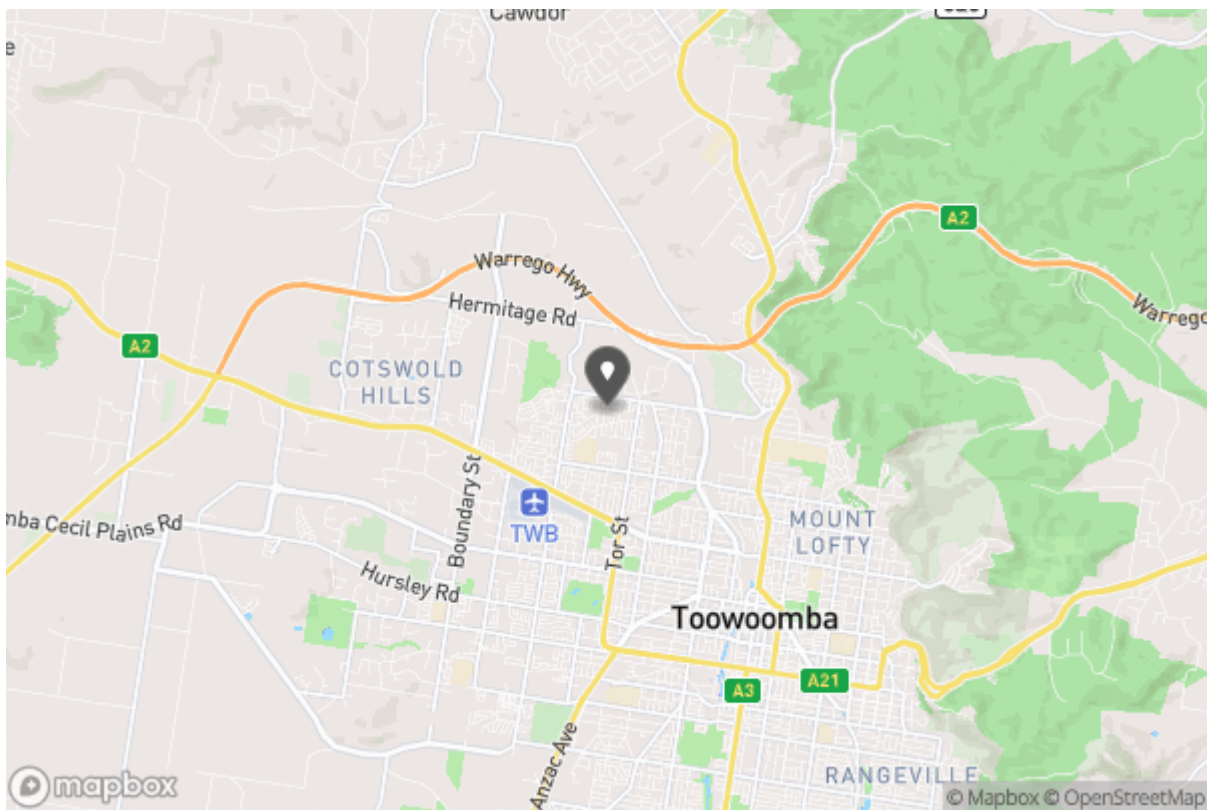 Cawdor
e
A2
Warrego Hwy
Warrego
Hermitage Rd
A2
COTSWOLD
HILLS
Boundary St
TWB
MOUNT
LOFTY
mba Cecil Plains Rd
Tor St
Hursley Rd
Toowoomba
A3
A21
Anzac Ave
RANGEVILLE
mapbox
© Mapbox © OpenStreetMap